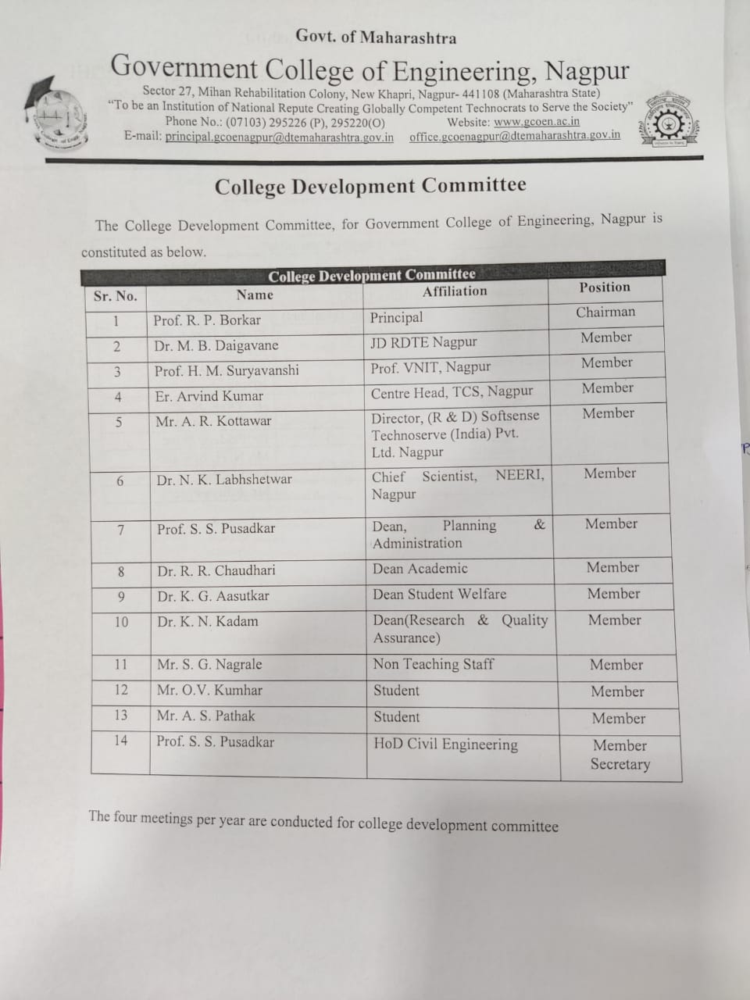 Govt. of Maharashtra
Government College of Engineering, Nagpur
Sector 27, Mihan Rehabilitation Colony, New Khapri, Nagpur- 441108 (Maharashtra State)
“To be an Institution of National Repute Creating Globally Competent Technocrats to Serve the Society”
Phone No.: (07103) 295226 (P), 295220(O) Website: www.gcoen.ac.in
E-mail: principal.gcoenagpur@dtemaharashtra.gov.in office.gcoenagpur@dtemaharashtra.gov.in
College Development Committee
The College Development Committee, for Government College of Engineering, Nagpur is
constituted as below.
College Development Committee
Sr. No. Name Affiliation Position
1 Prof. R. P. Borkar Principal Chairman
2 Dr. M. B. Daigavane JD RDTE Nagpur Member
3 Prof. H. M. Suryavanshi Prof. VNIT, Nagpur Member
4 Er. Arvind Kumar Centre Head, TCS, Nagpur Member
5 Mr. A. R. Kottawar Director, (R & D) Softsense Member
Technoserve (India) Pvt.
Ltd. Nagpur
6 Dr. N. K. Labhshetwar Chief Scientist, NEERI, Member
Nagpur
7 Prof. S. S. Pusadkar Dean, Planning & Member
Administration
8 Dr. R. R. Chaudhari Dean Academic Member
9 Dr. K. G. Aasutkar Dean Student Welfare Member
10 Dr. K. N. Kadam Dean(Research & Quality Member
Assurance)
11 Mr. S. G. Nagrale Non Teaching Staff Member
12 Mr. O.V. Kumhar Student Member
13 Mr. A. S. Pathak Student Member
14 Prof. S. S. Pusadkar HoD Civil Engineering Member
Secretary
The four meetings per year are conducted for college development committee